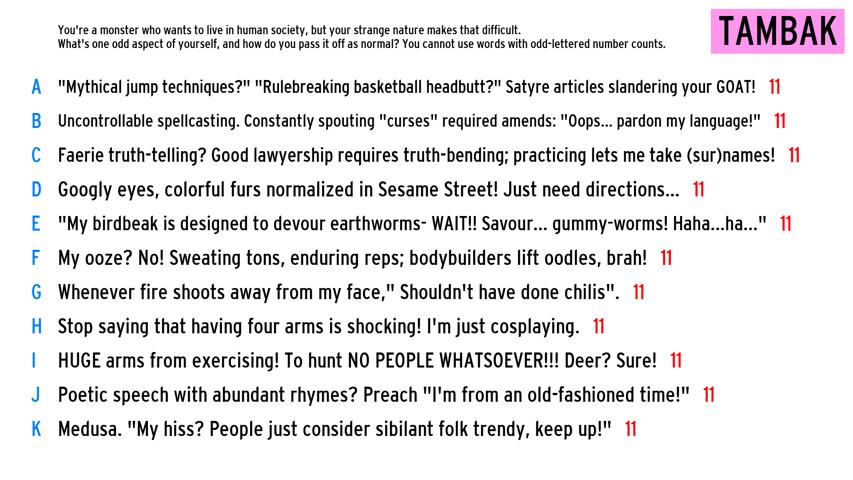 You're a monster who wants to live in human society, but your strange nature makes that difficult.
What's one odd aspect of yourself, and how do you pass it off as normal? You cannot use words with odd-lettered number counts.
TAMBAK
A "Mythical jump techniques?" "Rulebreaking basketball headbutt?" Satyre articles slandering your GOAT! 11
B Uncontrollable spellcasting. Constantly spouting "curses" required amends: "Oops... pardon my language!" 11
C Faerie truth-telling? Good lawyership requires truth-bending; practicing lets me take (sur)names! 11
D Googly eyes, colorful furs normalized in Sesame Street! Just need directions... 11
E "My birdbeak is designed to devour earthworms- WAIT!! Savour... gummy-worms! Haha...ha..." 11
F My ooze? No! Sweating tons, enduring reps; bodybuilders lift oodles, brah! 11
G Whenever fire shoots away from my face," Shouldn't have done chilis". 11
H Stop saying that having four arms is shocking! I'm just cosplaying. 11
I HUGE arms from exercising! To hunt NO PEOPLE WHATSOEVER!!! Deer? Sure! 11
J Poetic speech with abundant rhymes? Preach "I'm from an old-fashioned time!" 11
K Medusa. "My hiss? People just consider sibilant folk trendy, keep up!" 11